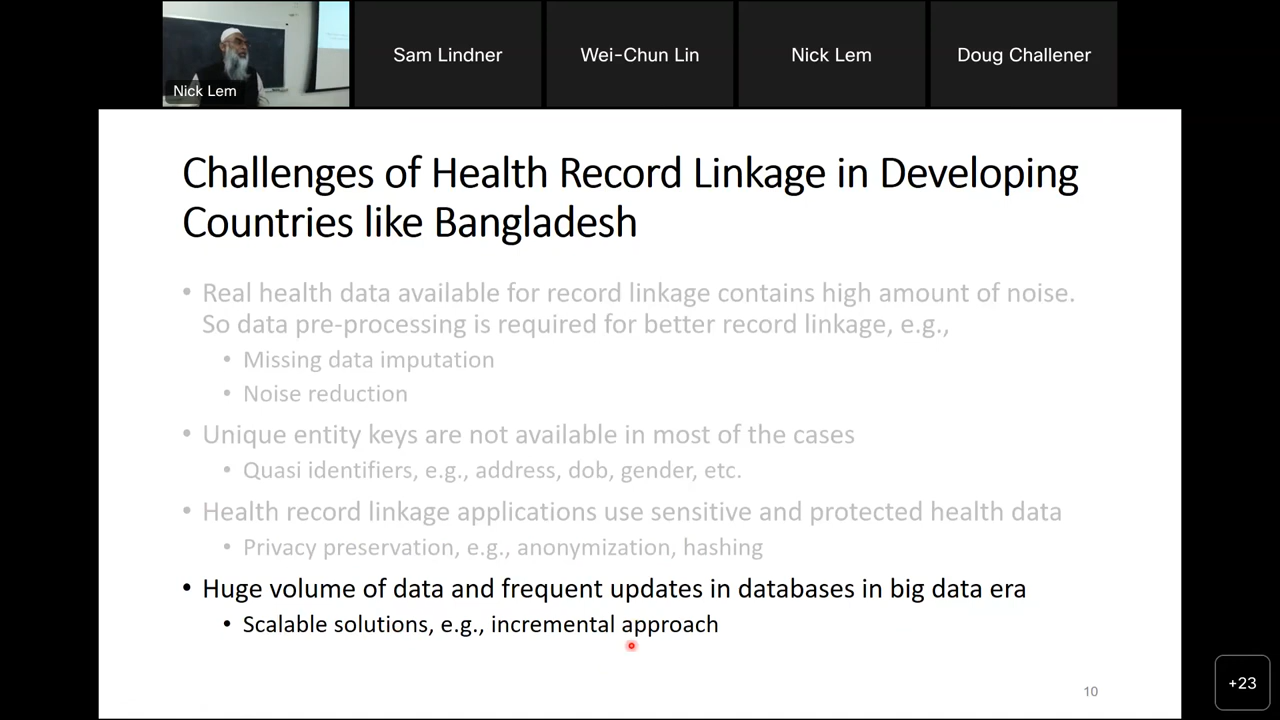 Nick Lem
Sam Lindner
Wei-Chun Lin
Nick Lem
Doug Challener
Challenges of Health Record Linkage in Developing
Countries like Bangladesh
• Real health data available for record linkage contains high amount of noise.
So data pre-processing is required for better record linkage, e.g.,
• Missing data imputation
• Noise reduction
• Unique entity keys are not available in most of the cases
• Quasi identifiers, e.g., address, dob, gender, etc.
• Health record linkage applications use sensitive and protected health data
• Privacy preservation, e.g., anonymization, hashing
• Huge volume of data and frequent updates in databases in big data era
• Scalable solutions, e.g., incremental approach
10
+23